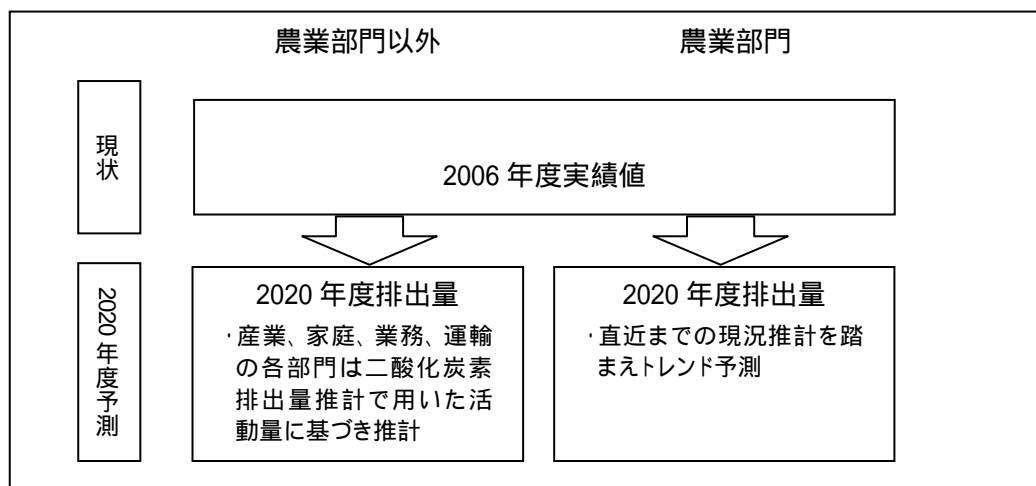 農業部門以外
農業部門
現状
2006 年度実績値
2020 年度予測
2020 年度排出量
・産業、家庭、業務、運輸
の各部門は二酸化炭素
排出量推計で用いた活
動量に基づき推計
2020 年度排出量
・直近までの現況推計を踏
まえトレンド予測